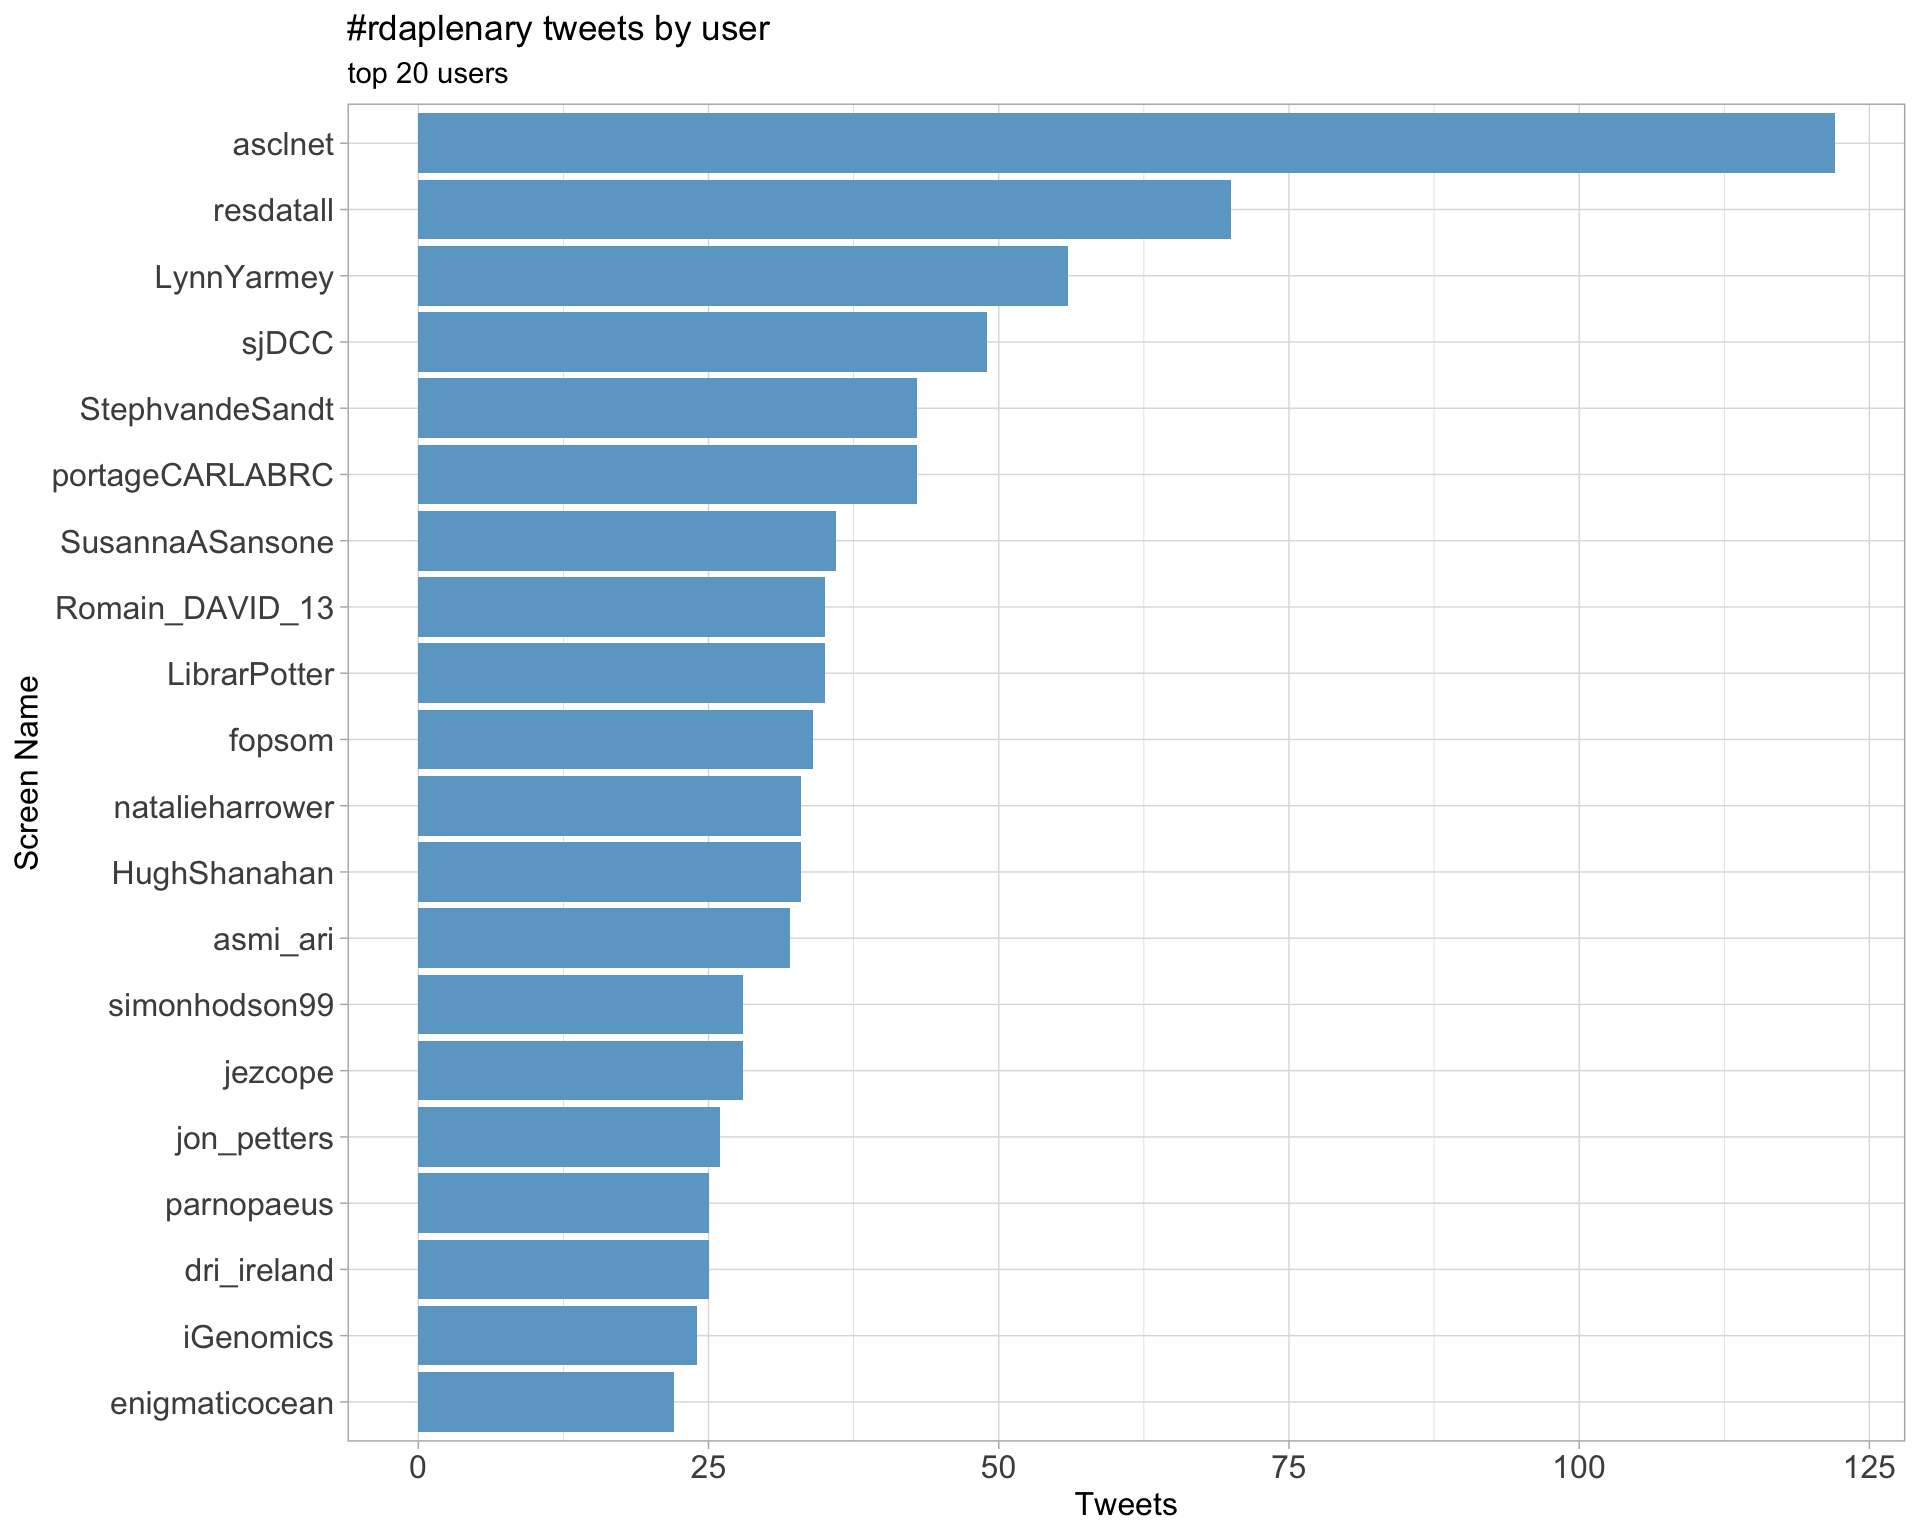 #rdaplenary tweets by user
top 20 users
asclnet
resdatall
LynnYarmey
sjDCC
StephvandeSandt
portageCARLABRC
SusannaASansone
Romain_DAVID_13
LibrarPotter
fopsom
natalieharrower
HughShanahan
asmi_ari
simonhodson99
jezcope
jon_petters
parnopaeus
dri_ireland
iGenomics
enigmaticocean
Screen Name
0 25 50 75 100 125
Tweets